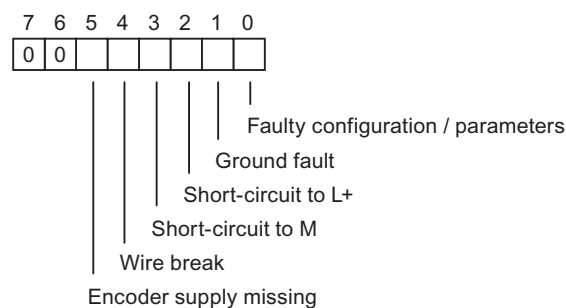 7 6 5 4 3 2 1 0
0 0
Faulty configuration / parameters
Ground fault
Short-circuit to L+
Short-circuit to M
Wire break
Encoder supply missing